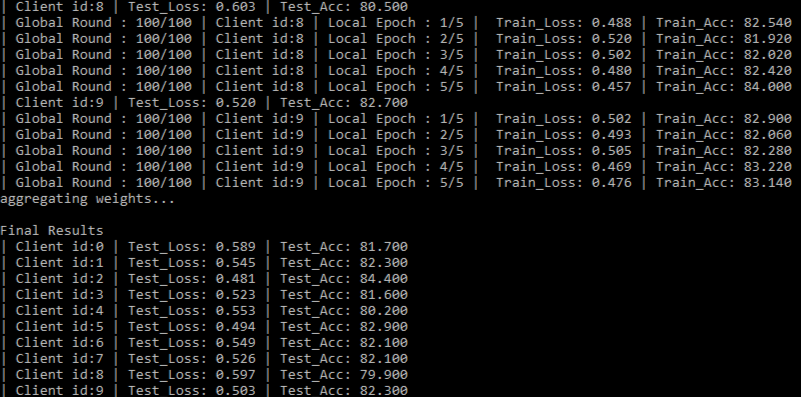 | Client id:8 | Test_Loss: 0.603 | Test_Acc: 80.500
| Global Round : 100/100 | Client id:8 | Local Epoch : 1/5 |  Train_Loss: 0.488 | Train_Acc: 82.540
| Global Round : 100/100 | Client id:8 | Local Epoch : 2/5 |  Train_Loss: 0.520 | Train_Acc: 81.920
| Global Round : 100/100 | Client id:8 | Local Epoch : 3/5 |  Train_Loss: 0.502 | Train_Acc: 82.020
| Global Round : 100/100 | Client id:8 | Local Epoch : 4/5 |  Train_Loss: 0.480 | Train_Acc: 82.420
| Global Round : 100/100 | Client id:8 | Local Epoch : 5/5 |  Train_Loss: 0.457 | Train_Acc: 84.000
| Client id:9 | Test_Loss: 0.520 | Test_Acc: 82.700
| Global Round : 100/100 | Client id:9 | Local Epoch : 1/5 |  Train_Loss: 0.502 | Train_Acc: 82.900
| Global Round : 100/100 | Client id:9 | Local Epoch : 2/5 |  Train_Loss: 0.493 | Train_Acc: 82.060
| Global Round : 100/100 | Client id:9 | Local Epoch : 3/5 |  Train_Loss: 0.505 | Train_Acc: 82.280
| Global Round : 100/100 | Client id:9 | Local Epoch : 4/5 |  Train_Loss: 0.469 | Train_Acc: 83.220
| Global Round : 100/100 | Client id:9 | Local Epoch : 5/5 |  Train_Loss: 0.476 | Train_Acc: 83.140
aggregating weights...
Final Results
| Client id:0 | Test_Loss: 0.589 | Test_Acc: 81.700
| Client id:1 | Test_Loss: 0.545 | Test_Acc: 82.300
| Client id:2 | Test_Loss: 0.481 | Test_Acc: 84.400
| Client id:3 | Test_Loss: 0.523 | Test_Acc: 81.600
| Client id:4 | Test_Loss: 0.553 | Test_Acc: 80.200
| Client id:5 | Test_Loss: 0.494 | Test_Acc: 82.900
| Client id:6 | Test_Loss: 0.549 | Test_Acc: 82.100
| Client id:7 | Test_Loss: 0.526 | Test_Acc: 82.100
| Client id:8 | Test_Loss: 0.597 | Test_Acc: 79.900
| Client id:9 | Test_Loss: 0.503 | Test_Acc: 82.300